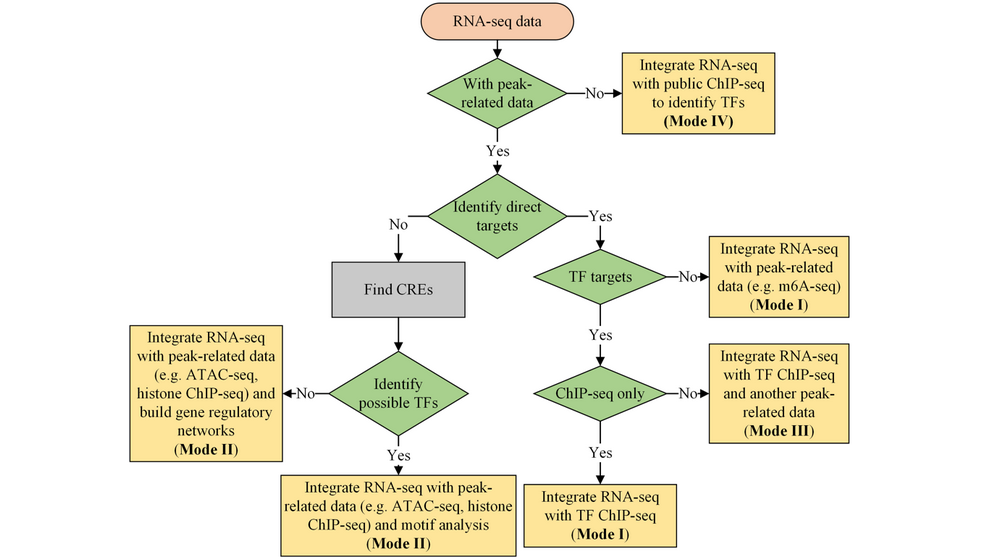 RNA-seq data
With peak-
related data
No
Integrate RNA-seq
with public ChIP-seq
to identify TFs
(Mode IV)
Yes
Identify direct
targets
No
Yes
Find CREs
TF targets
No
Integrate RNA-seq
with peak-related
data (e.g. m6A-seq)
(Mode I)
Yes
Integrate RNA-seq
with peak-related data
(e.g. ATAC-seq,
histone ChIP-seq) and
build gene regulatory
networks
(Mode II)
No
Identify
possible TFs
ChIP-seq only
No
Integrate RNA-seq
with TF ChIP-seq
and another peak-
related data
(Mode III)
Yes
Yes
Integrate RNA-seq with peak-
related data (e.g. ATAC-seq, histone
ChIP-seq) and motif analysis
(Mode II)
Integrate RNA-seq
with TF ChIP-seq
(Mode I)